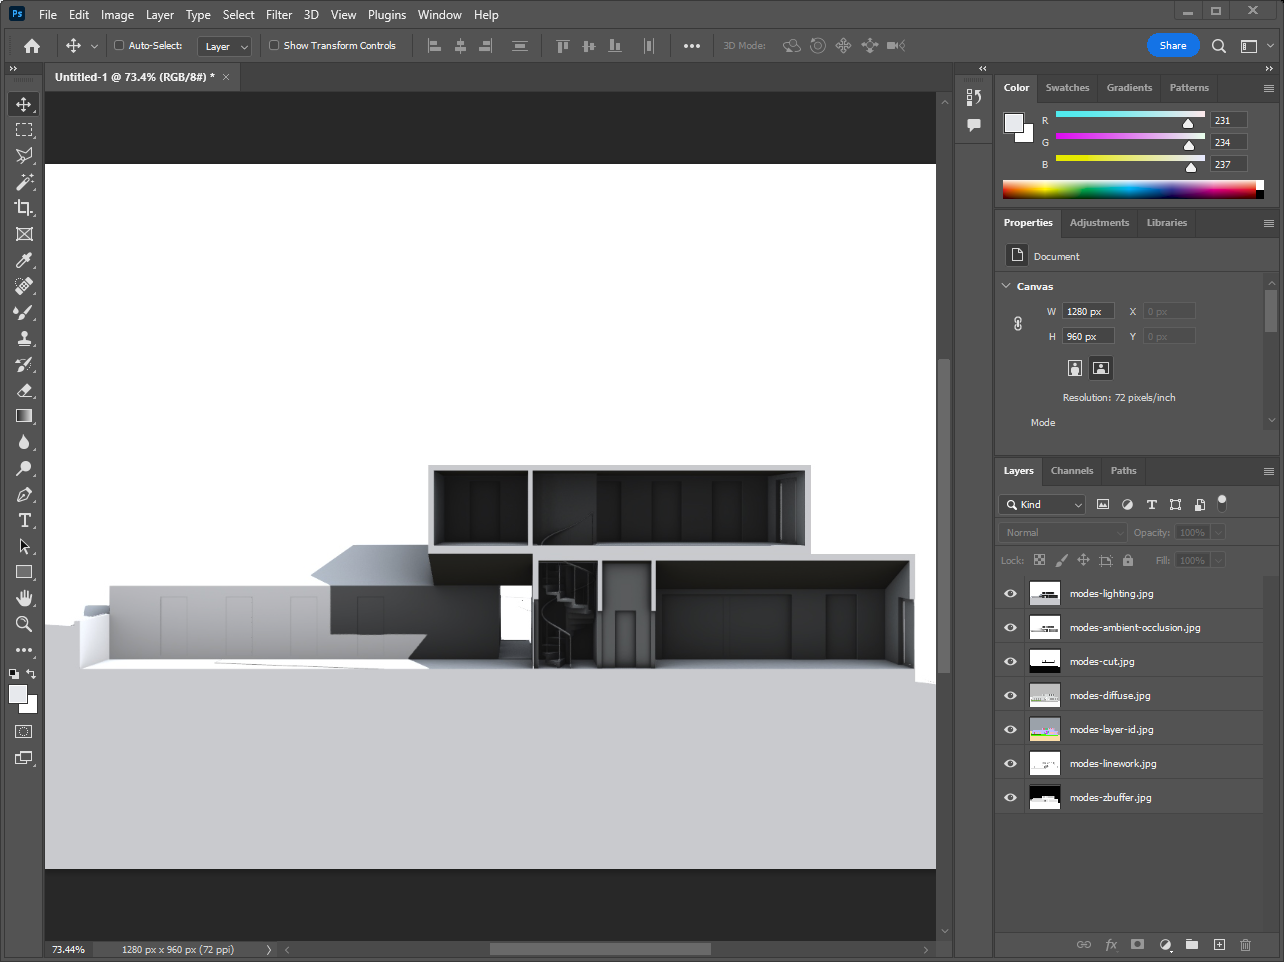 Ps File Edit Image Layer Type Select Filter 3D View Plugins Window Help
Auto-Select: Layer Show Transform Controls 3D Mode: Share
Untitled-1 @ 73.4% (RGB/8#) *
Color Swatches Gradients Patterns
R 231
G 234
B 237
Properties Adjustments Libraries
Document
Canvas
W 1280 px X 0 px
H 960 px Y 0 px
Resolution: 72 pixels/inch
Mode
Layers Channels Paths
Kind
Normal Opacity: 100%
Lock: Fill: 100%
modes-lighting.jpg
modes-ambient-occlusion.jpg
modes-cut.jpg
modes-diffuse.jpg
modes-layer-id.jpg
modes-linework.jpg
modes-zbuffer.jpg
fx
73.44% 1280 px x 960 px (72 ppi)